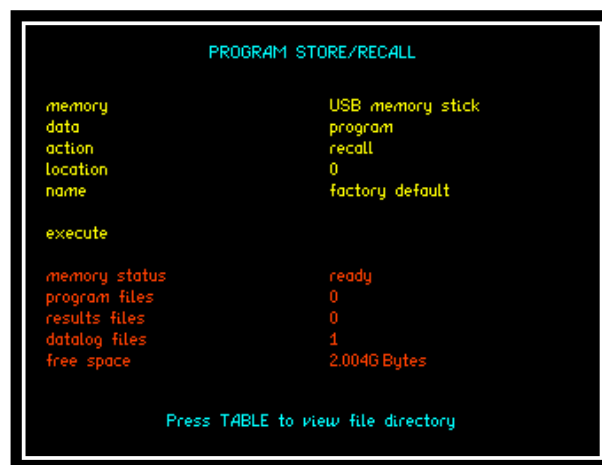 PROGRAM STORE/RECALL
memory USB memory stick
data program
action recall
location 0
name factory default
execute
memory status ready
program files 0
results files 0
datalog files 1
free space 2.004G Bytes
Press TABLE to view file directory